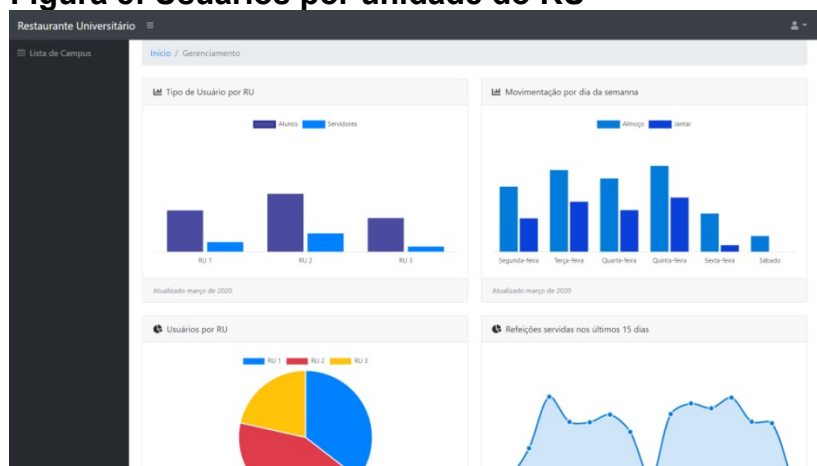 Figura 5: Usuários por unidade do RU
Restaurante Universitário
Lista de Campus
Início / Gerenciamento
Tipo de Usuário por RU
Alunos Servidores
RU 1 RU 2 RU 3
Atualizado março de 2020
Movimentação por dia da semanna
Almoço Jantar
Segunda-feira Terça-feira Quarta-feira Quinta-feira Sexta-feira Sábado
Atualizado março de 2020
Usuários por RU
RU 1 RU 2 RU 3
Refeições servidas nos últimos 15 dias